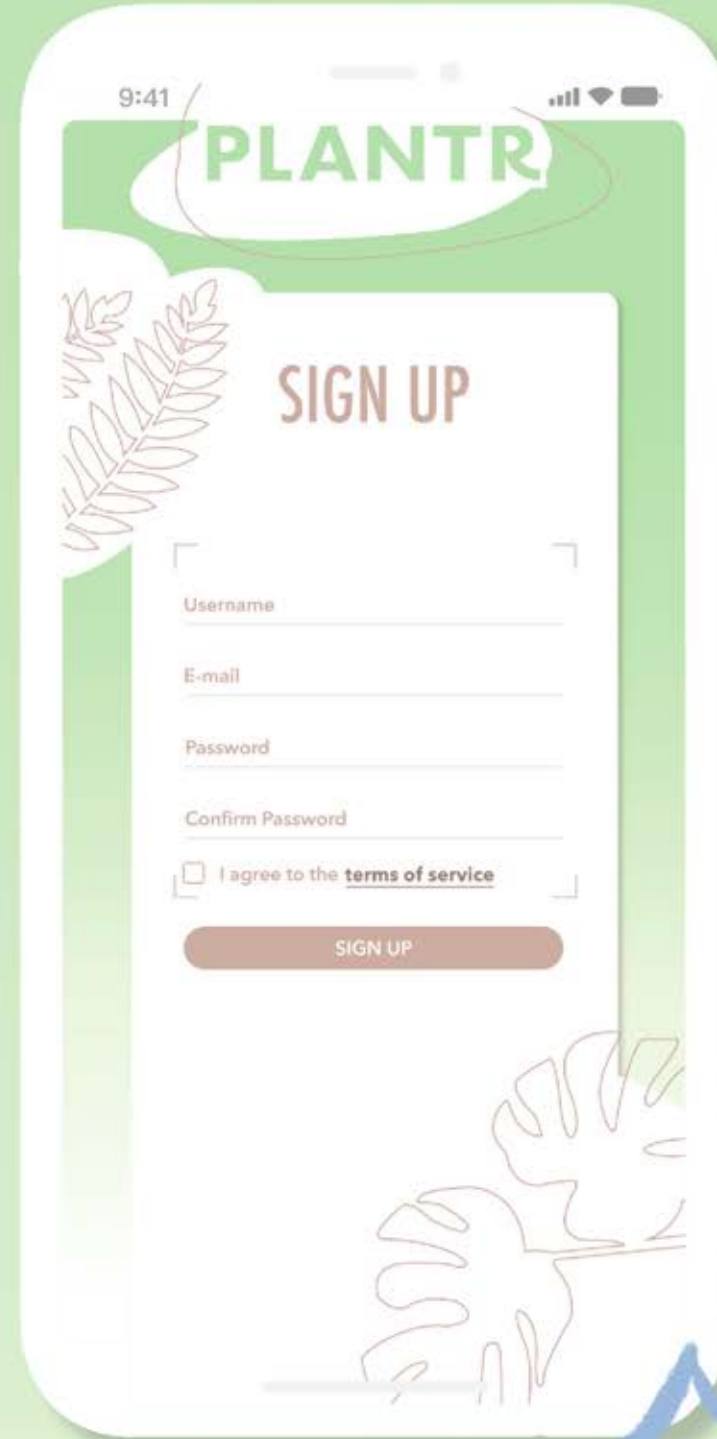 9:41
PLANTR
SIGN UP
Username
E-mail
Password
Confirm Password
I agree to the terms of service
SIGN UP